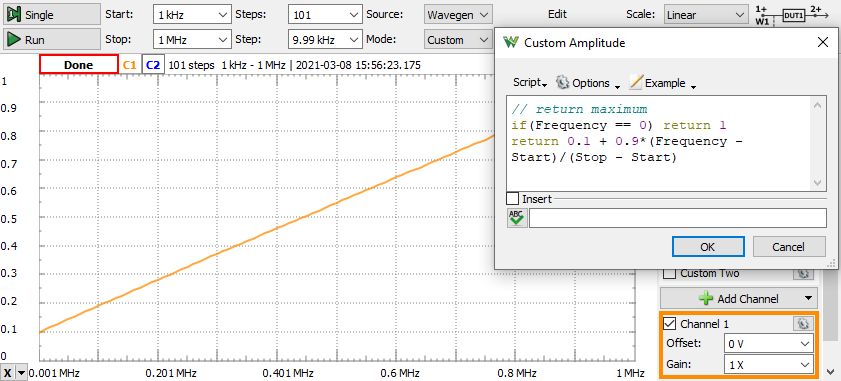 Single Start: 1 kHz Steps: 101 Source: Wavegen Edit Scale: Linear 1+ W1 DUT1 2+
Run Stop: 1 MHz Step: 9.99 kHz Mode: Custom
Done C1 C2 101 steps 1 kHz - 1 MHz | 2021-03-08 15:56:23.175
Custom Amplitude
Script Options Example
// return maximum
if(Frequency == 0) return 1
return 0.1 + 0.9*(Frequency -
Start)/(Stop - Start)
Insert
ABC
OK Cancel
1
0.9
0.8
0.7
0.6
0.5
0.4
0.3
0.2
0.1
0
X 0.001 MHz 0.201 MHz 0.401 MHz 0.6 MHz 0.8 MHz 1 MHz
Custom Two
Add Channel
Channel 1
Offset: 0 V
Gain: 1 X